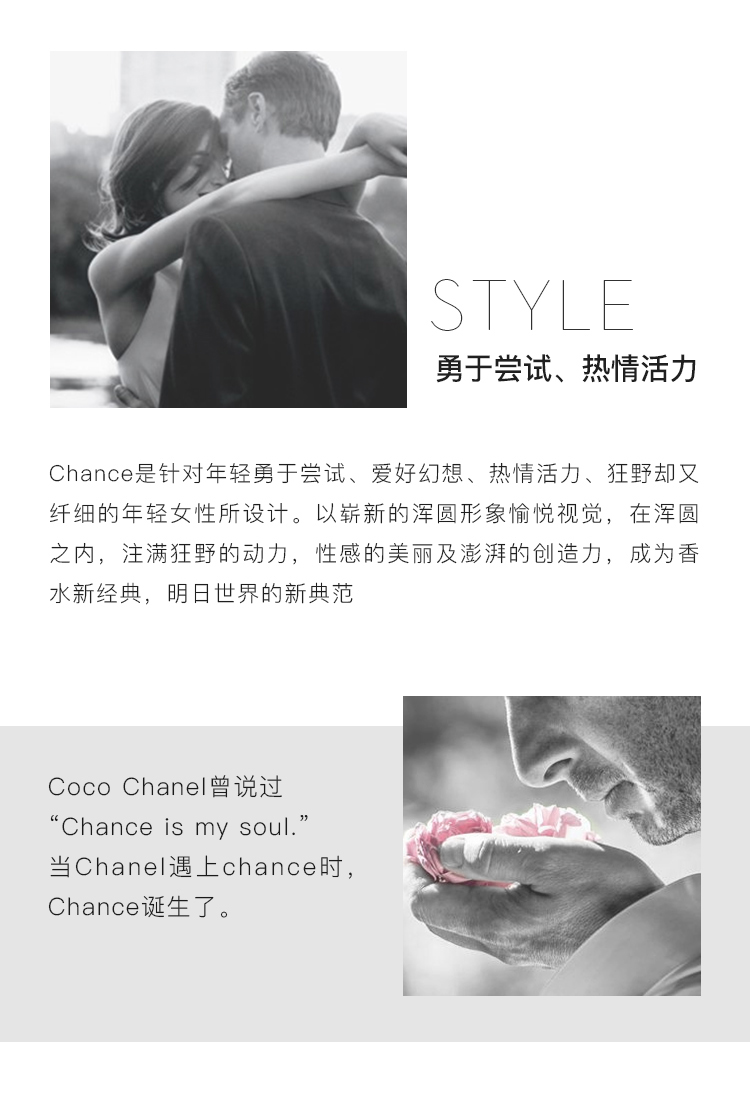 STYLE
勇于尝试、热情活力
Chance是针对年轻勇于尝试、爱好幻想、热情活力、狂野却又
纤细的年轻女性所设计。以崭新的浑圆形象愉悦视觉，在浑圆
之内，注满狂野的动力，性感的美丽及澎湃的创造力，成为香
水新经典，明日世界的新典范
Coco Chanel曾说过
“Chance is my soul.”
当Chanel遇上chance时，
Chance诞生了。